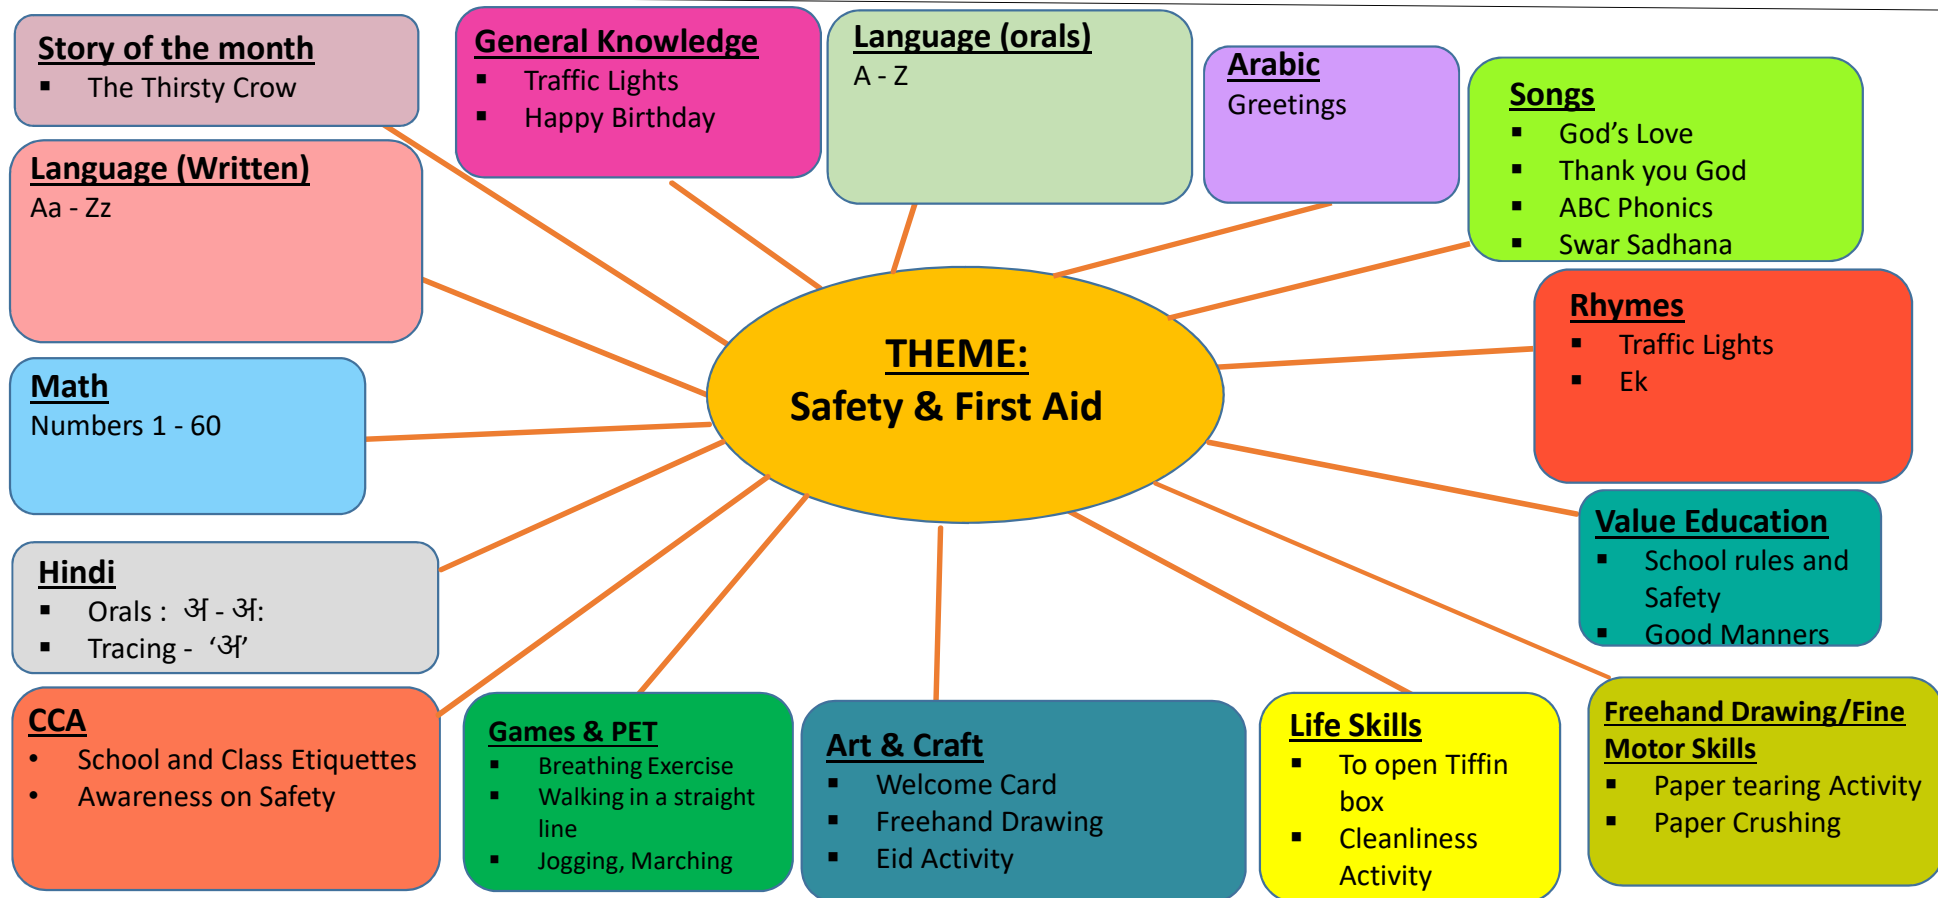 Story of the month
▪ The Thirsty Crow
General Knowledge
▪ Traffic Lights
▪ Happy Birthday
Language (orals)
A - Z
Arabic
Greetings
Songs
▪ God’s Love
▪ Thank you God
▪ ABC Phonics
▪ Swar Sadhana
Language (Written)
Aa - Zz
THEME:
Safety & First Aid
Rhymes
▪ Traffic Lights
▪ Ek
Math
Numbers 1 - 60
Value Education
▪ School rules and
Safety
▪ Good Manners
Hindi
▪ Orals : अ - अ:
▪ Tracing - ‘अ’
CCA
• School and Class Etiquettes
• Awareness on Safety
Games & PET
▪ Breathing Exercise
▪ Walking in a straight
line
▪ Jogging, Marching
Art & Craft
▪ Welcome Card
▪ Freehand Drawing
▪ Eid Activity
Life Skills
▪ To open Tiffin
box
▪ Cleanliness
Activity
Freehand Drawing/Fine
Motor Skills
▪ Paper tearing Activity
▪ Paper Crushing